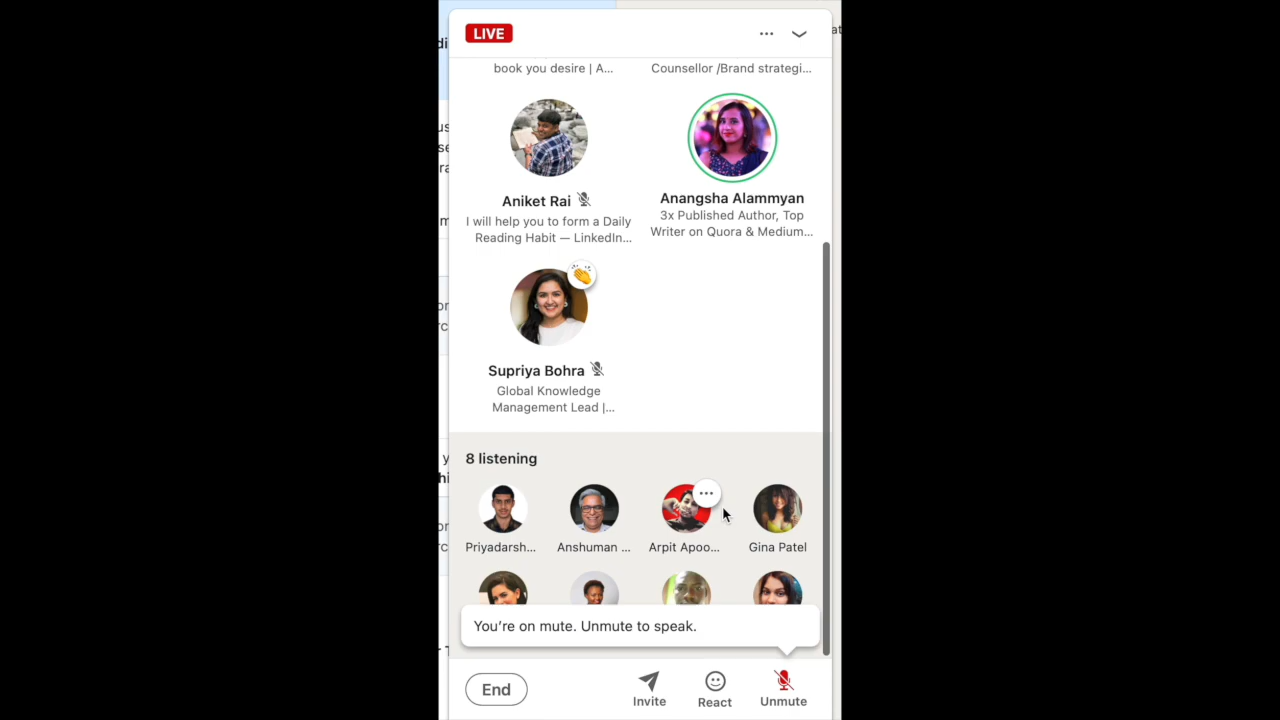 LIVE
book you desire | A...
Counsellor /Brand strategi...
Aniket Rai
I will help you to form a Daily
Reading Habit — LinkedIn...
Anangsha Alammyan
3x Published Author, Top
Writer on Quora & Medium...
Supriya Bohra
Global Knowledge
Management Lead |...
8 listening
Priyadarsh...
Anshuman ...
Arpit Apoo...
Gina Patel
You're on mute. Unmute to speak.
End
Invite
React
Unmute